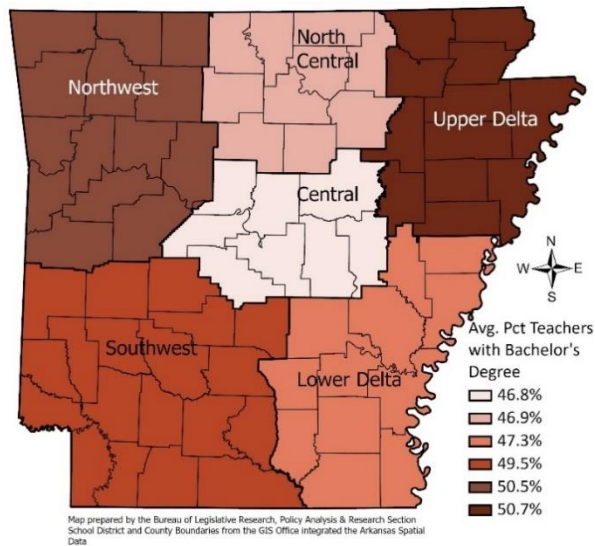 North
Central
Northwest
Upper Delta
Central
N
W E
S
Avg. Pct Teachers
with Bachelor's
Degree
Southwest
Lower Delta
46.8%
46.9%
47.3%
49.5%
50.5%
50.7%
Map prepared by the Bureau of Legislative Research, Policy Analysis & Research Section
School District and County Boundaries from the GIS Office integrated the Arkansas Spatial
Data